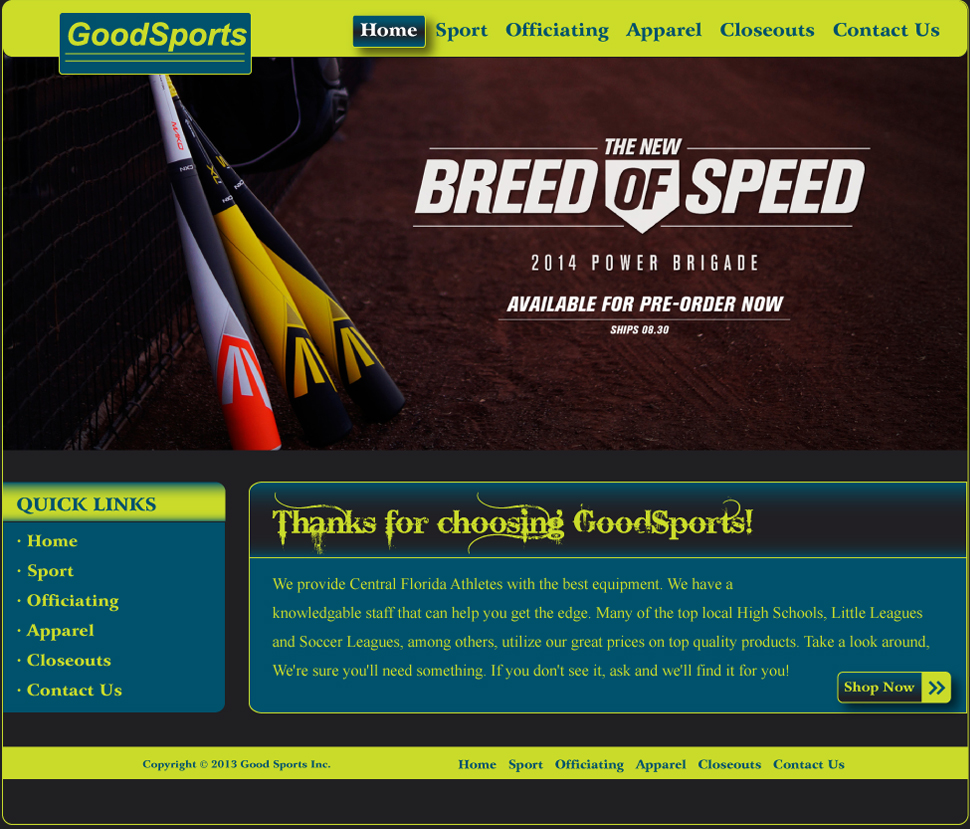 GoodSports
Home Sport Officiating Apparel Closeouts Contact Us
THE NEW
BREED OF SPEED
2014 POWER BRIGADE
AVAILABLE FOR PRE-ORDER NOW
SHIPS 08.30
MAKO
QUICK LINKS
· Home
· Sport
· Officiating
· Apparel
· Closeouts
· Contact Us
Thanks for choosing GoodSports!
We provide Central Florida Athletes with the best equipment. We have a
knowledgable staff that can help you get the edge. Many of the top local High Schools, Little Leagues
and Soccer Leagues, among others, utilize our great prices on top quality products. Take a look around,
We're sure you'll need something. If you don't see it, ask and we'll find it for you!
Shop Now »
Copyright © 2013 Good Sports Inc.
Home Sport Officiating Apparel Closeouts Contact Us